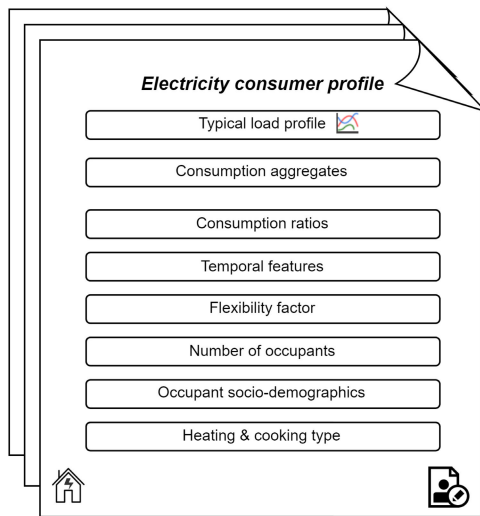 Electricity consumer profile
Typical load profile
Consumption aggregates
Consumption ratios
Temporal features
Flexibility factor
Number of occupants
Occupant socio-demographics
Heating & cooking type